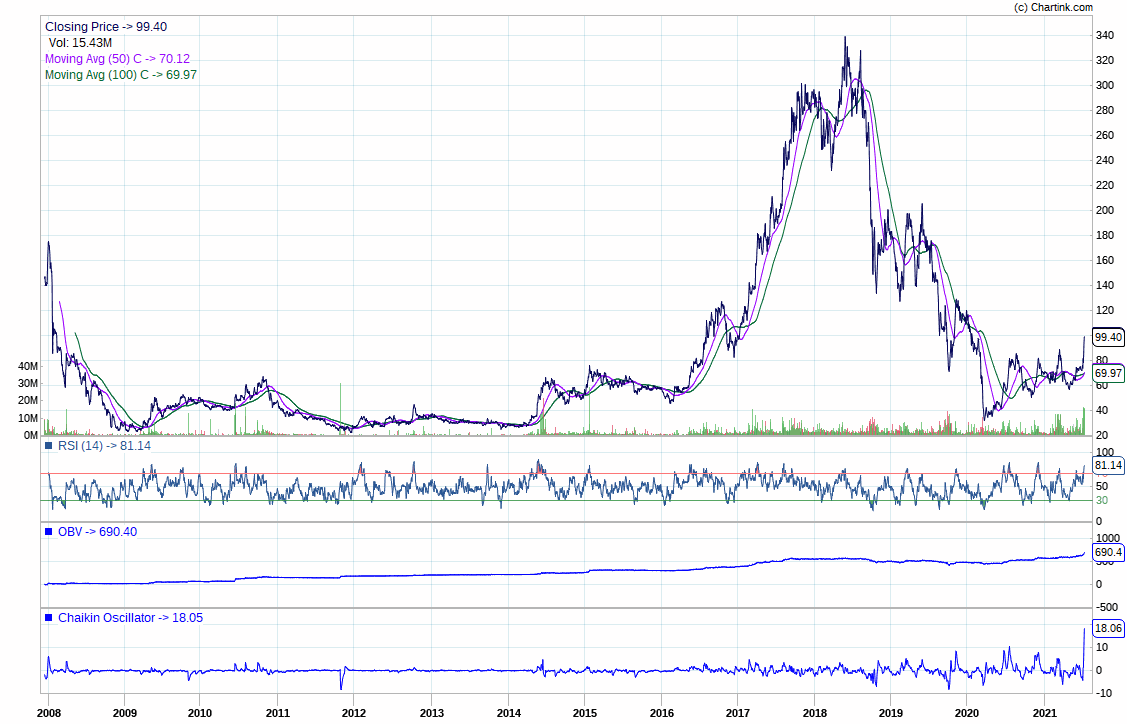 (c) Chartink.com
Closing Price -> 99.40
Vol: 15.43M
Moving Avg (50) C -> 70.12
Moving Avg (100) C -> 69.97
340
320
300
280
260
240
220
200
180
160
140
120
99.40
80
69.97
60
40
20
40M
30M
20M
10M
0M
RSI (14) -> 81.14
100
81.14
50
30
0
OBV -> 690.40
1000
690.4
500
0
-500
Chaikin Oscillator -> 18.05
18.06
10
0
-10
2008 2009 2010 2011 2012 2013 2014 2015 2016 2017 2018 2019 2020 2021